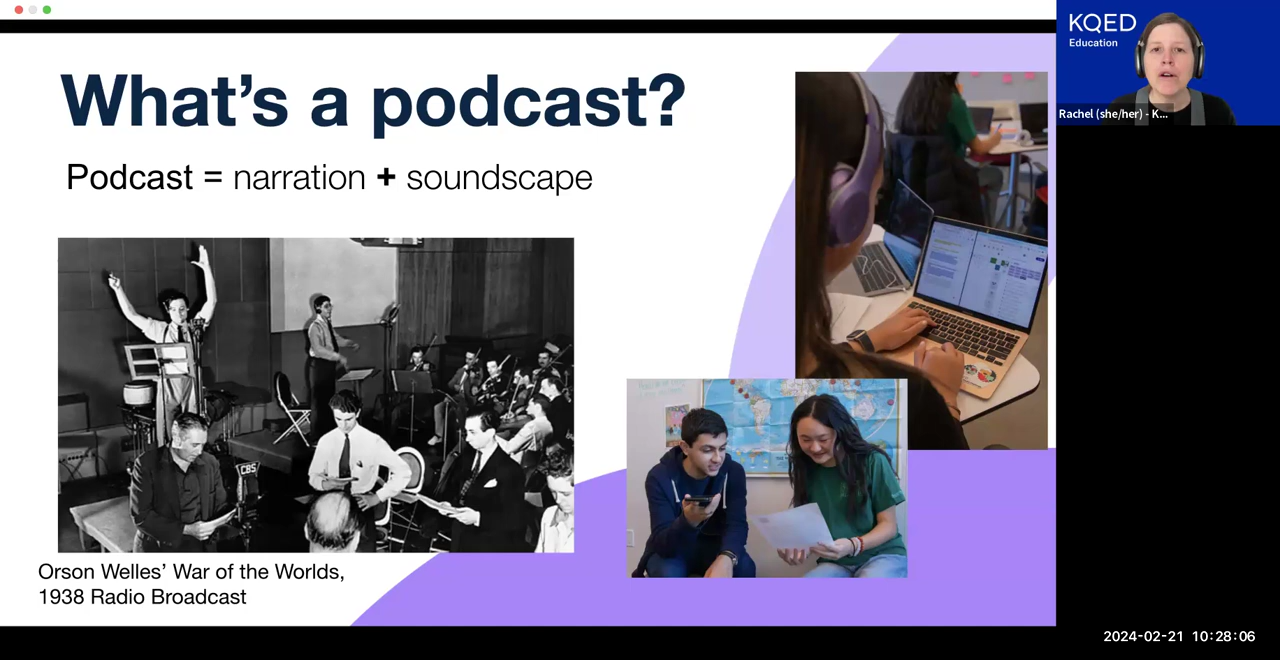 What's a podcast?
Podcast = narration + soundscape
CBS
Orson Welles' War of the Worlds,
1938 Radio Broadcast
KQED
Education
Rachel (she/her) - K...
2024-02-21 10:28:06